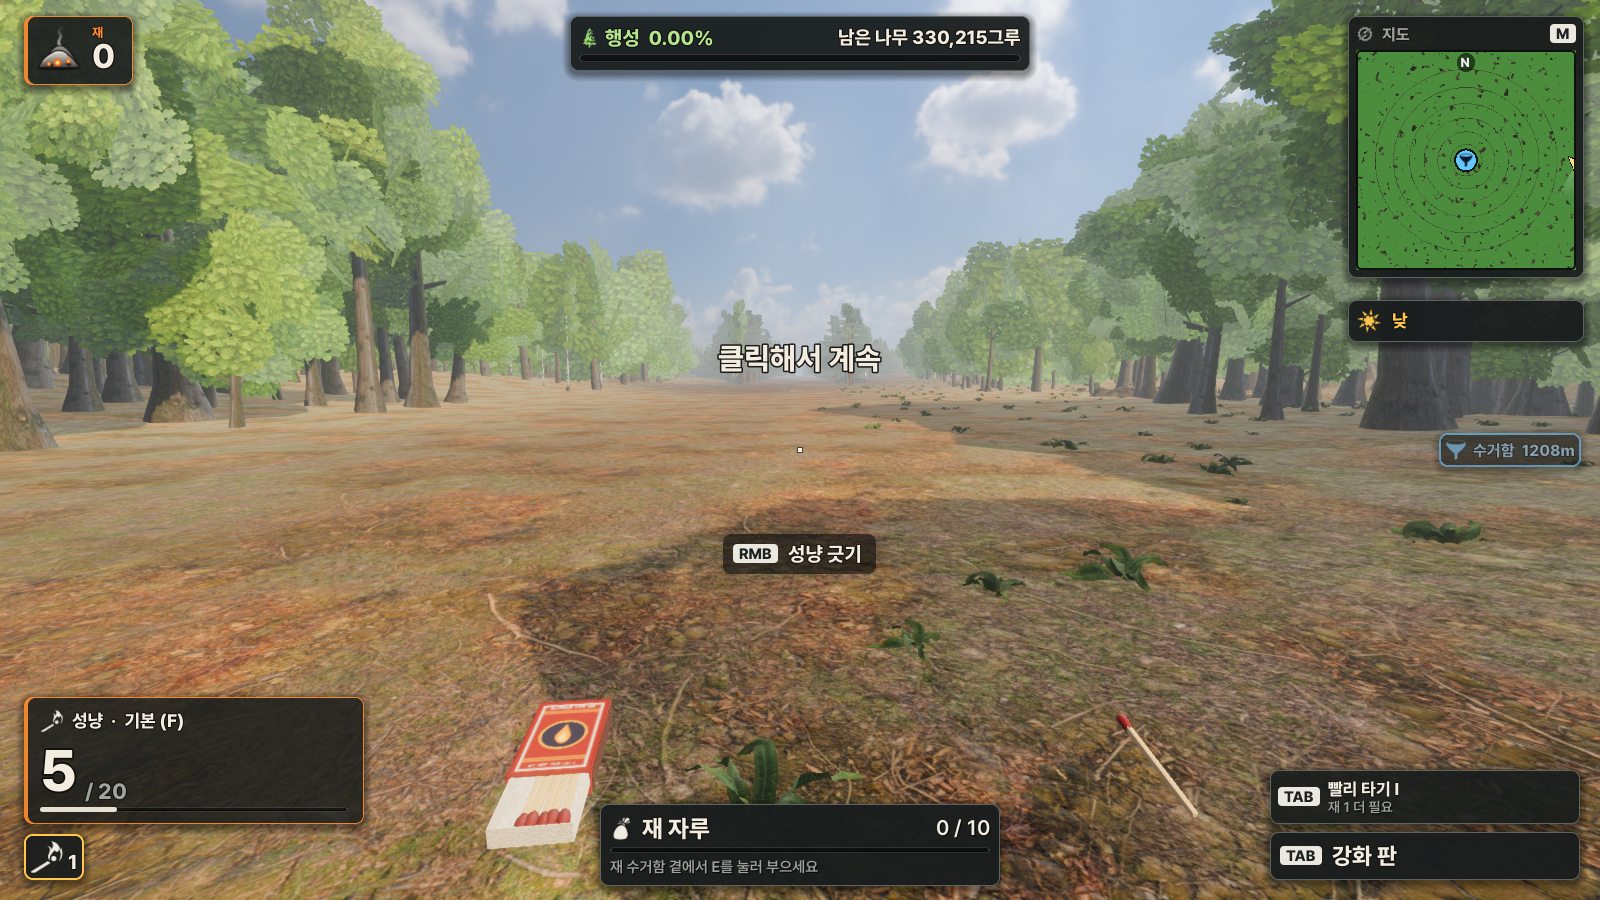 재
0
행성 0.00%
남은 나무 330,215그루
지도
M
N
낮
클릭해서 계속
수거함 1208m
RMB 성냥 긋기
성냥 · 기본 (F)
5 / 20
1
재 자루
0 / 10
재 수거함 곁에서 E를 눌러 부으세요
TAB 빨리 타기 I
재 1 더 필요
TAB 강화 판